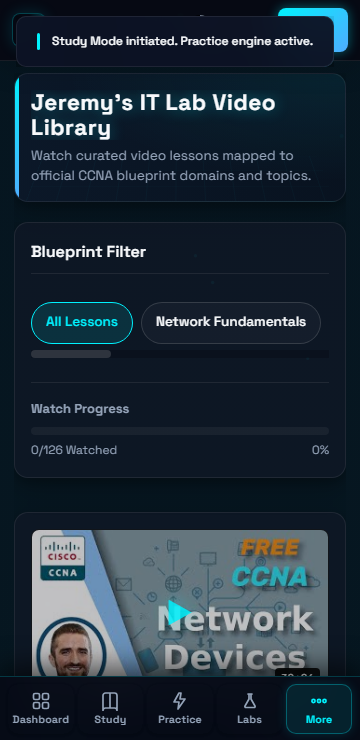 Study Mode initiated. Practice engine active.
Jeremy's IT Lab Video
Library
Watch curated video lessons mapped to
official CCNA blueprint domains and topics.
Blueprint Filter
All Lessons
Network Fundamentals
Watch Progress
0/126 Watched
0%
CISCO
CCNA
FREE
CCNA
Network
Devices
Dashboard
Study
Practice
Labs
More